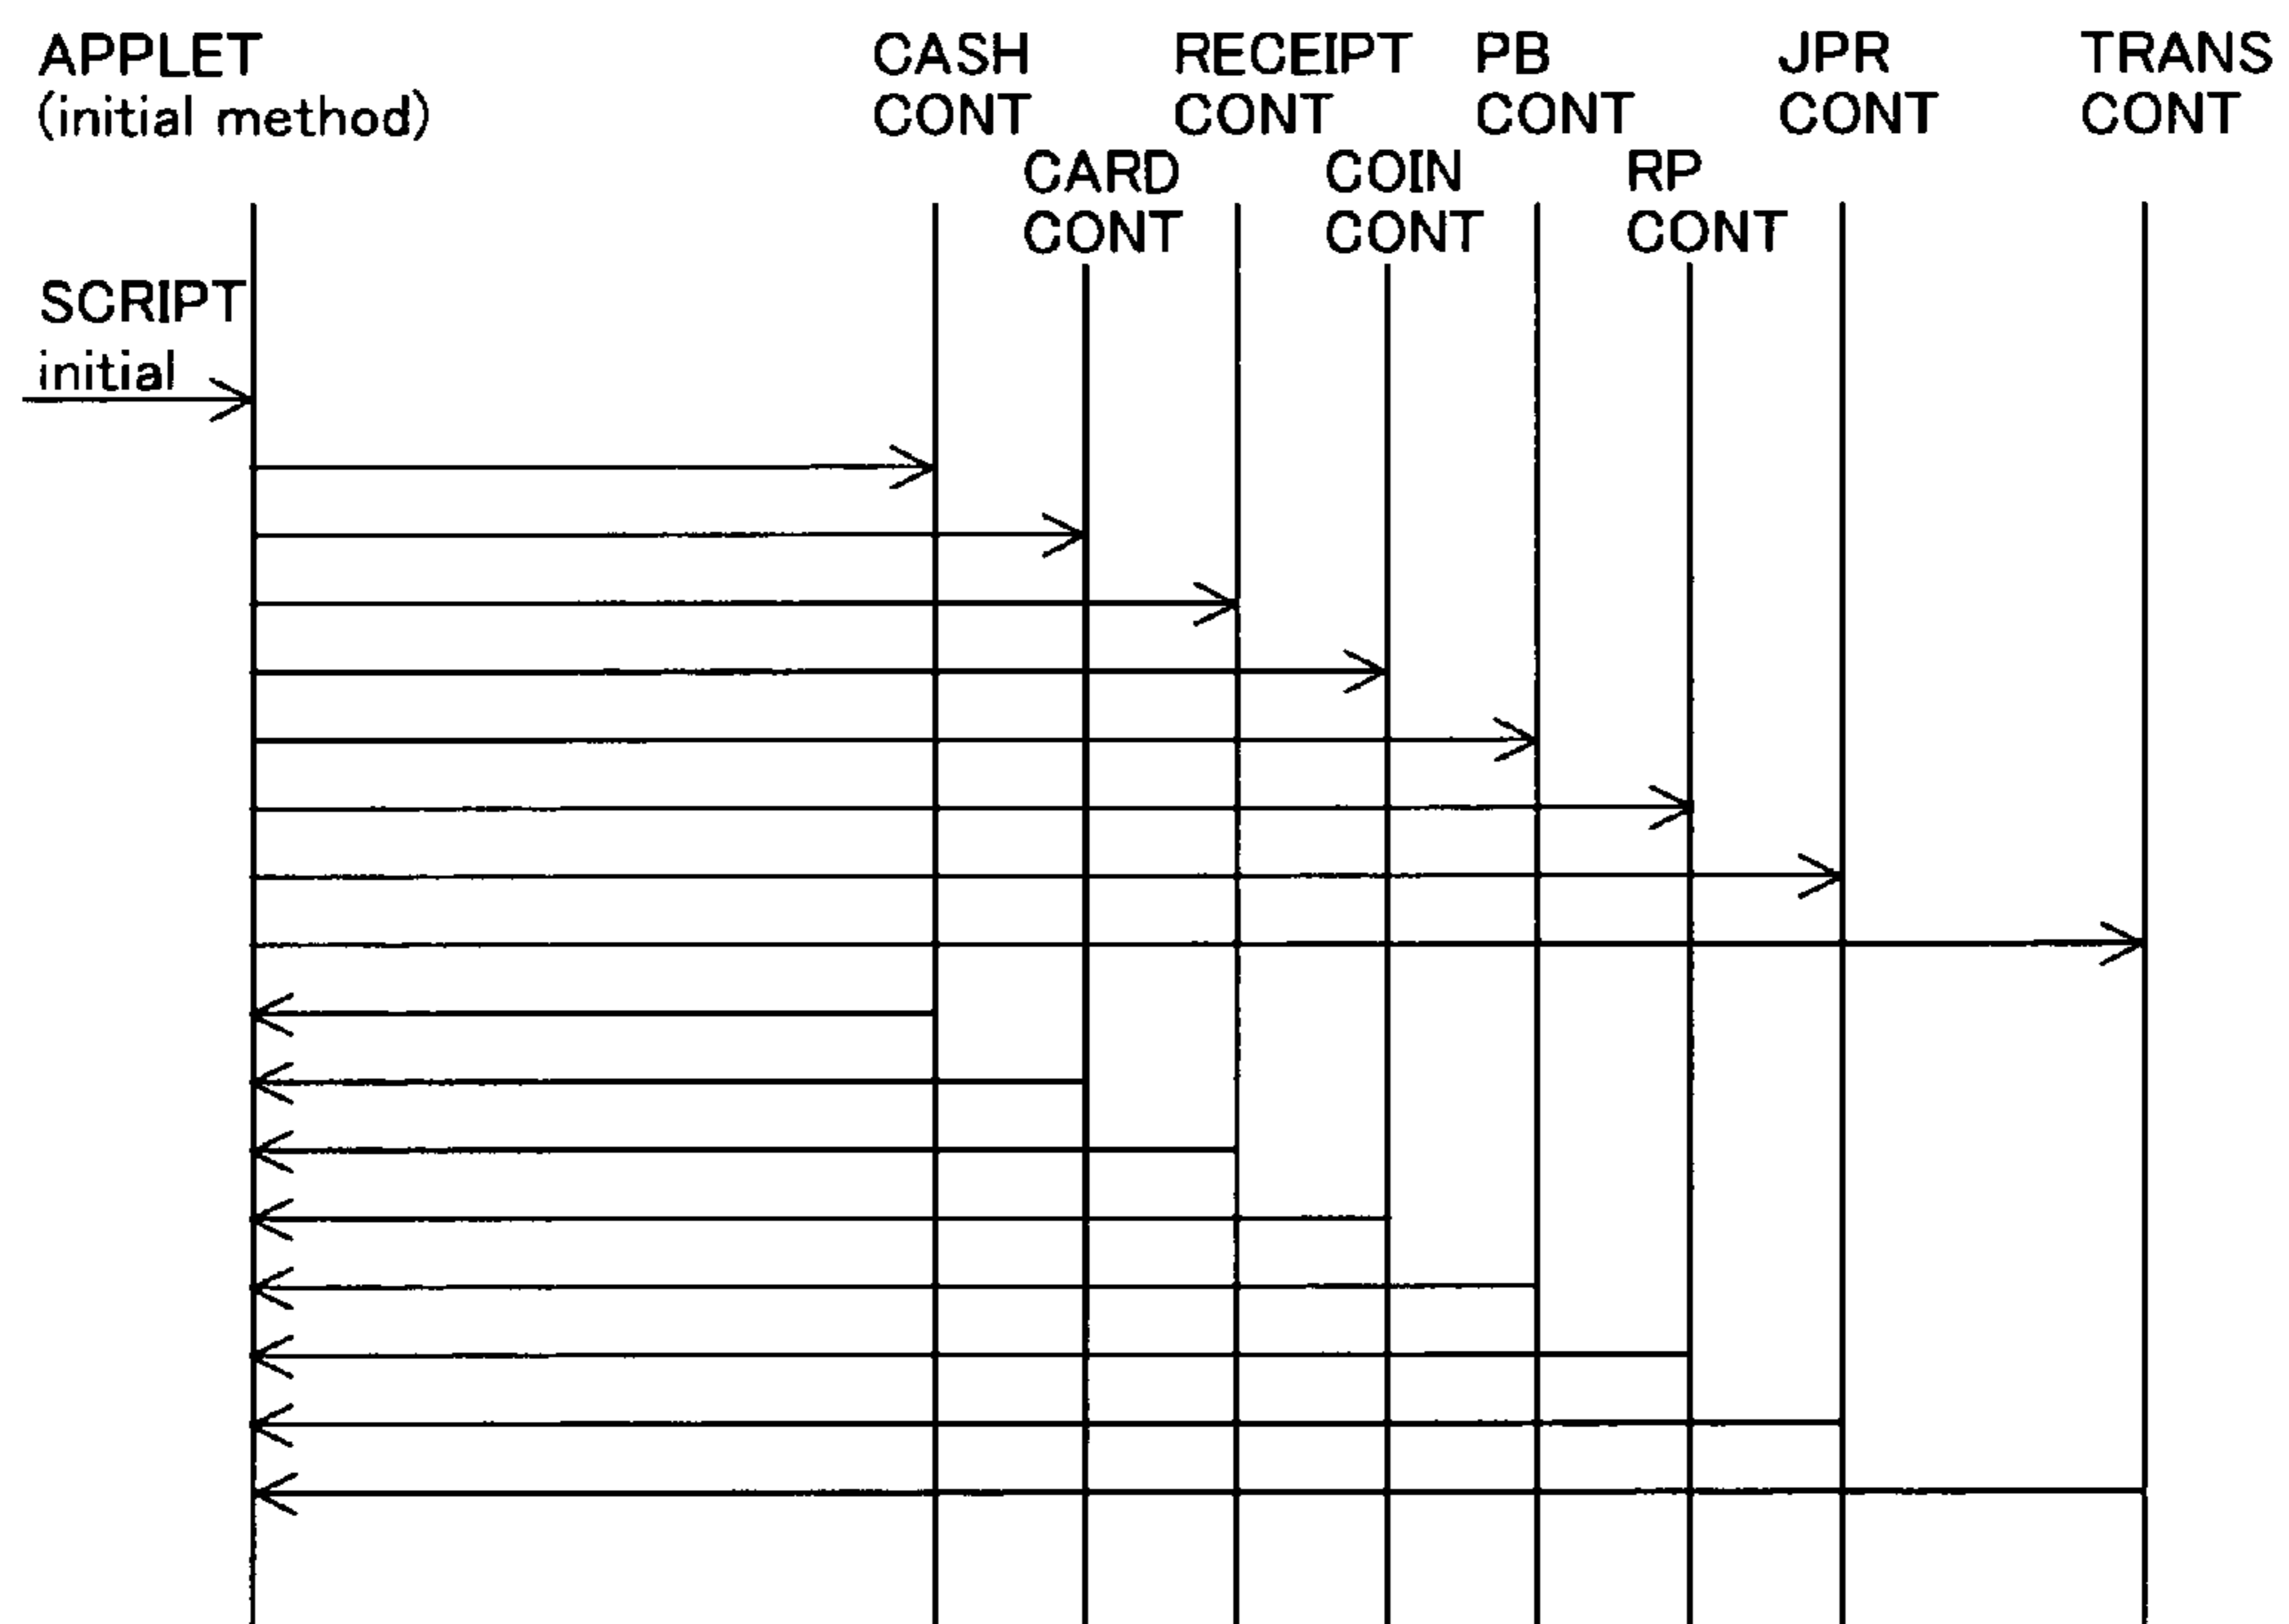 APPLET
(initial method)
CASH
CONT
CARD
CONT
RECEIPT
CONT
COIN
CONT
PB
CONT
RP
CONT
JPR
CONT
TRANS
CONT
SCRIPT
initial